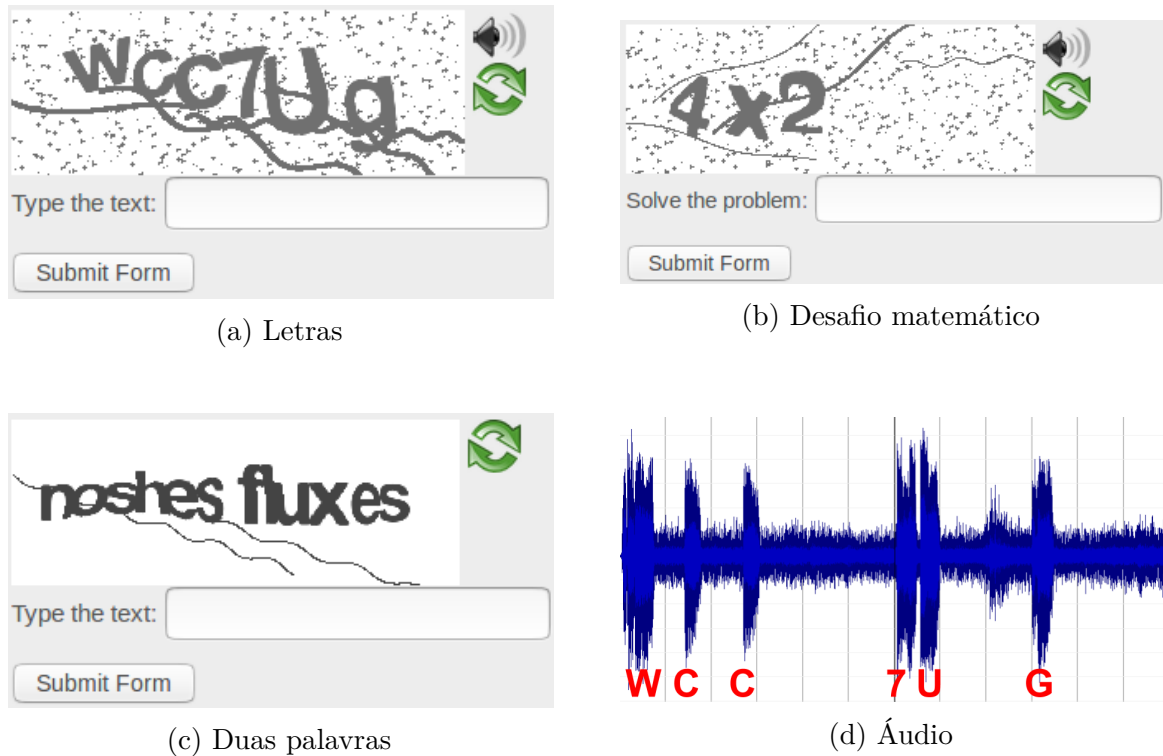 wcc7Ug
Type the text:
Submit Form
(a) Letras
4x2
Solve the problem:
Submit Form
(b) Desafio matemático
noshes fluxes
Type the text:
Submit Form
(c) Duas palavras
W C C 7 U G
(d) Áudio